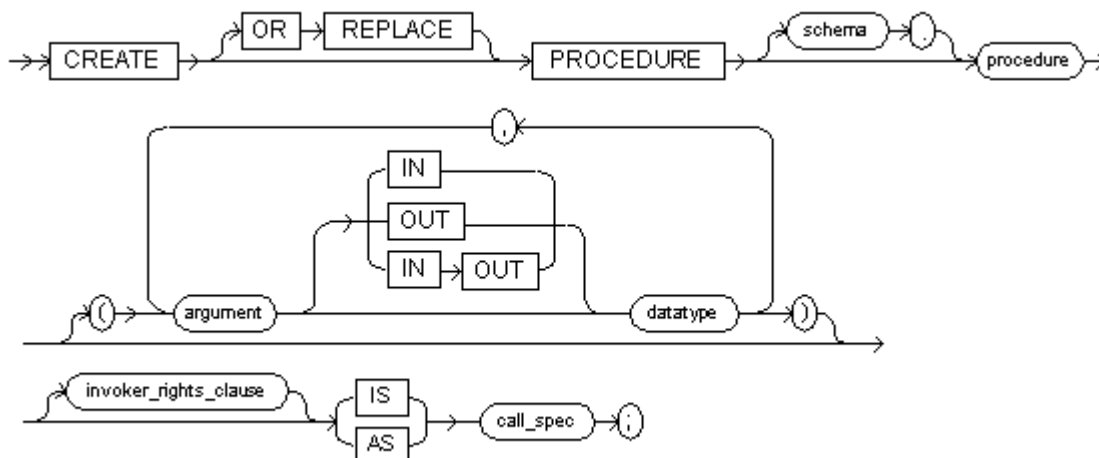 OR REPLACE schema .
CREATE PROCEDURE procedure
,
IN
OUT
IN OUT
( argument datatype )
invoker_rights_clause IS
call_spec ;
AS